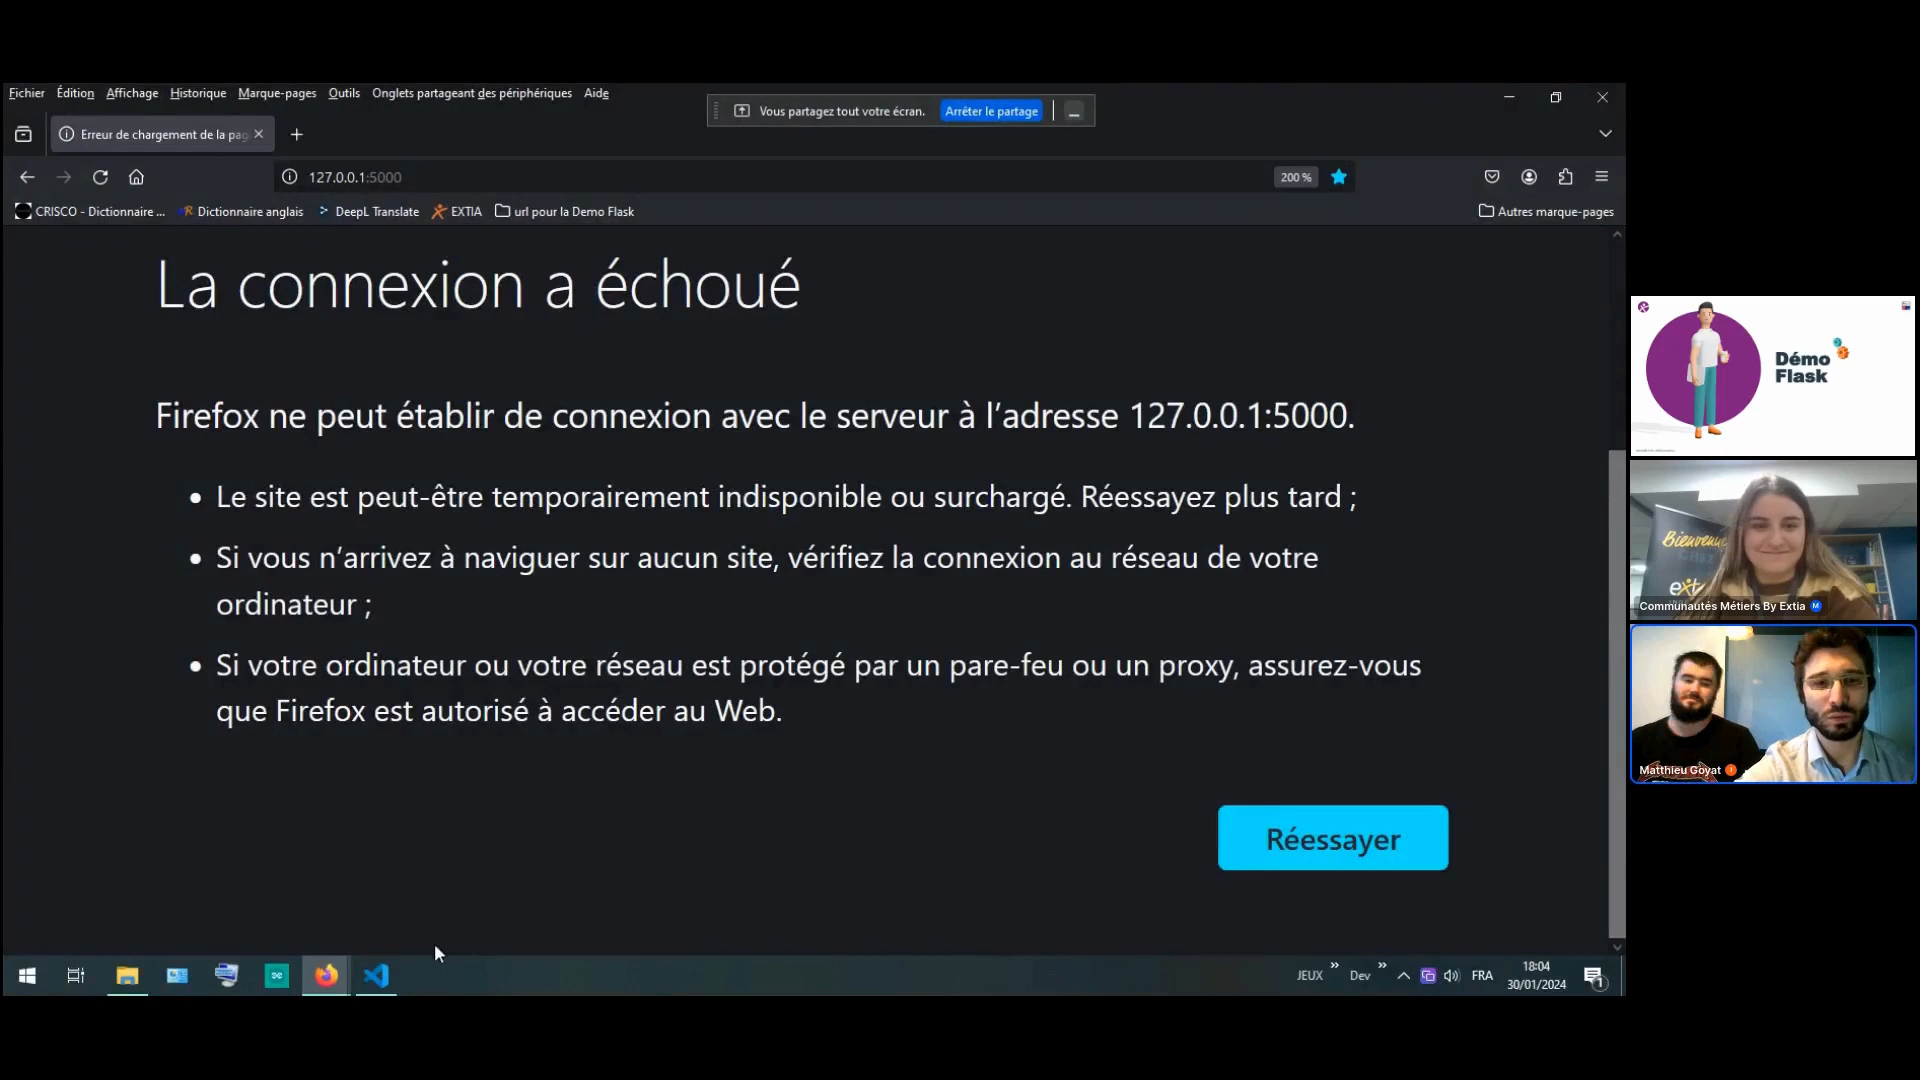 Fichier Édition Affichage Historique Marque-pages Outils Onglets partageant des périphériques Aide
Vous partagez tout votre écran. Arrêter le partage
Erreur de chargement de la pag
127.0.0.1:5000
200 %
CRISCO - Dictionnaire ... Dictionnaire anglais DeepL Translate EXTIA url pour la Demo Flask Autres marque-pages
La connexion a échoué
Firefox ne peut établir de connexion avec le serveur à l’adresse 127.0.0.1:5000.
Le site est peut-être temporairement indisponible ou surchargé. Réessayez plus tard ;
Si vous n’arrivez à naviguer sur aucun site, vérifiez la connexion au réseau de votre
ordinateur ;
Si votre ordinateur ou votre réseau est protégé par un pare-feu ou un proxy, assurez-vous
que Firefox est autorisé à accéder au Web.
Réessayer
JEUX Dev FRA 18:04
30/01/2024
1
Démo
Flask
Bienvenue
CHEZ
Communautés Métiers By Extia M
Matthieu Goyat